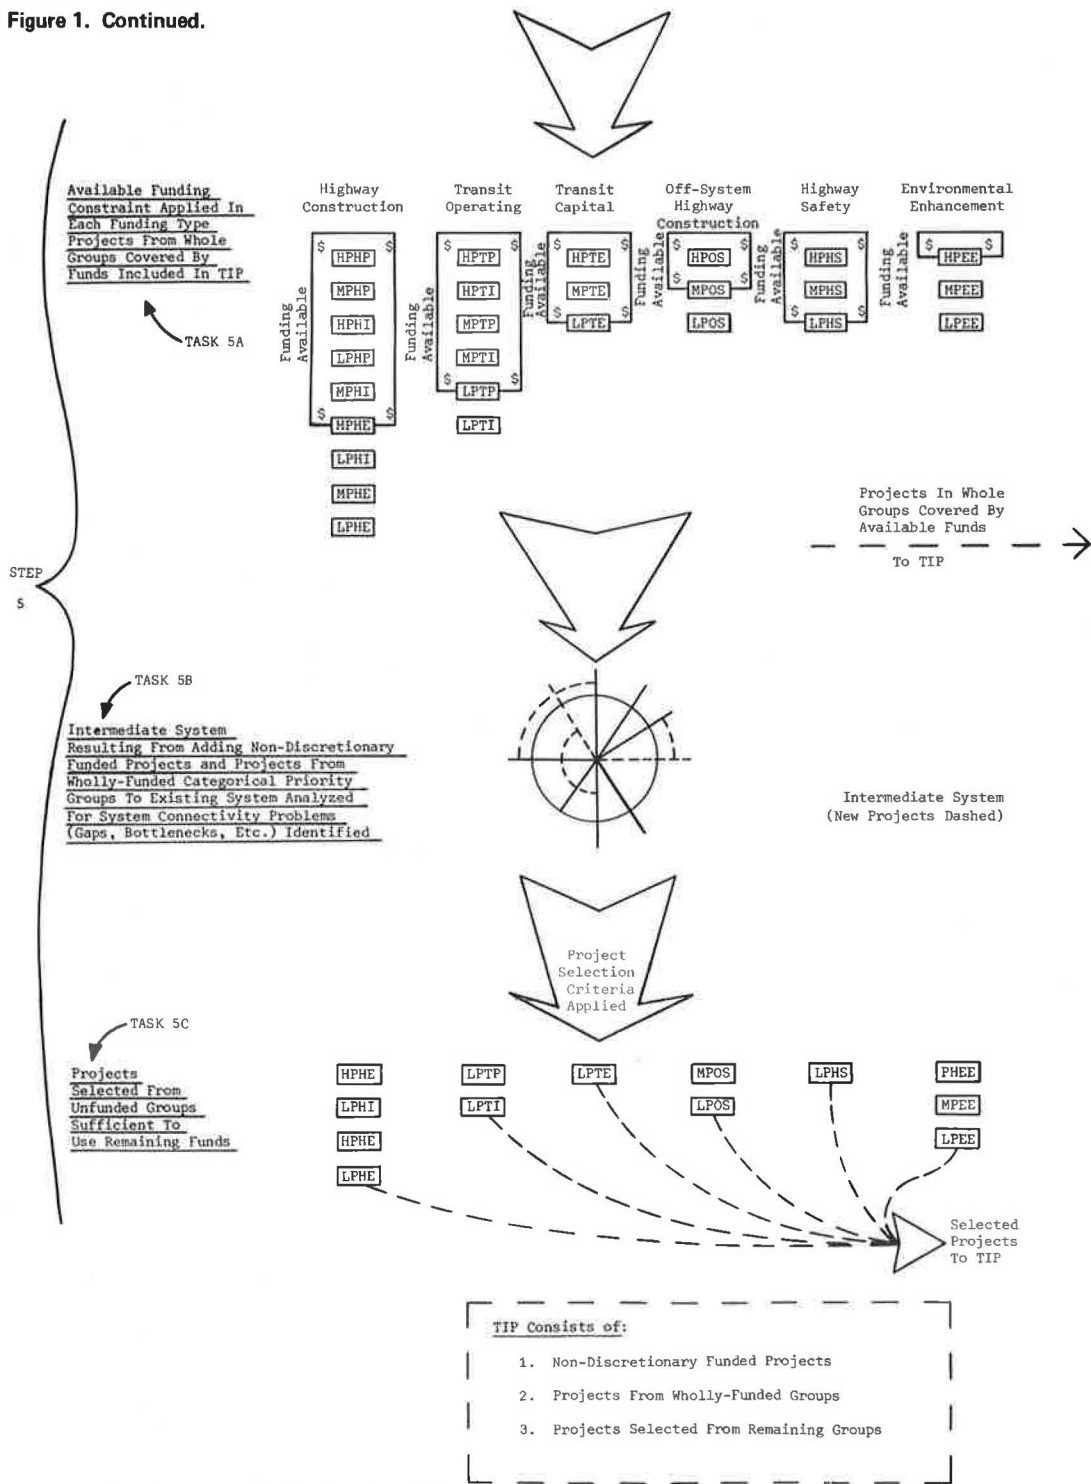 Figure 1. Continued.
Available Funding
Constraint Applied In
Each Funding Type
Projects From Whole
Groups Covered By
Funds Included In TIP
TASK 5A
Highway
Construction
Funding
Available
$ $
HPHP
MPHP
HPHI
LPHP
MPHI
$ $
HPHE
LPHI
MPHE
LPHE
Transit
Operating
Funding
Available
$ $
HPTP
HPTI
MPTP
MPTI
$ $
LPTP
LPTI
Transit
Capital
Funding
Available
$ $
HPTE
MPTE
$ $
LPTE
Off-System
Highway
Construction
Funding
Available
$ $
HPOS
$ $
MPOS
LPOS
Highway
Safety
Funding
Available
$ $
HPHS
MPHS
$ $
LPHS
Environmental
Enhancement
Funding
Available
$ $
HPEE
MPEE
LPEE
Projects In Whole
Groups Covered By
Available Funds
To TIP
STEP
5
TASK 5B
Intermediate System
Resulting From Adding Non-Discretionary
Funded Projects and Projects From
Wholly-Funded Categorical Priority
Groups To Existing System Analyzed
For System Connectivity Problems
(Gaps, Bottlenecks, Etc.) Identified
Intermediate System
(New Projects Dashed)
Project
Selection
Criteria
Applied
TASK 5C
Projects
Selected From
Unfunded Groups
Sufficient To
Use Remaining Funds
HPHE
LPHI
HPHE
LPHE
LPTP
LPTI
LPTE
MPOS
LPOS
LPHS
PHEE
MPEE
LPEE
Selected
Projects
To TIP
TIP Consists of:
1. Non-Discretionary Funded Projects
2. Projects From Wholly-Funded Groups
3. Projects Selected From Remaining Groups